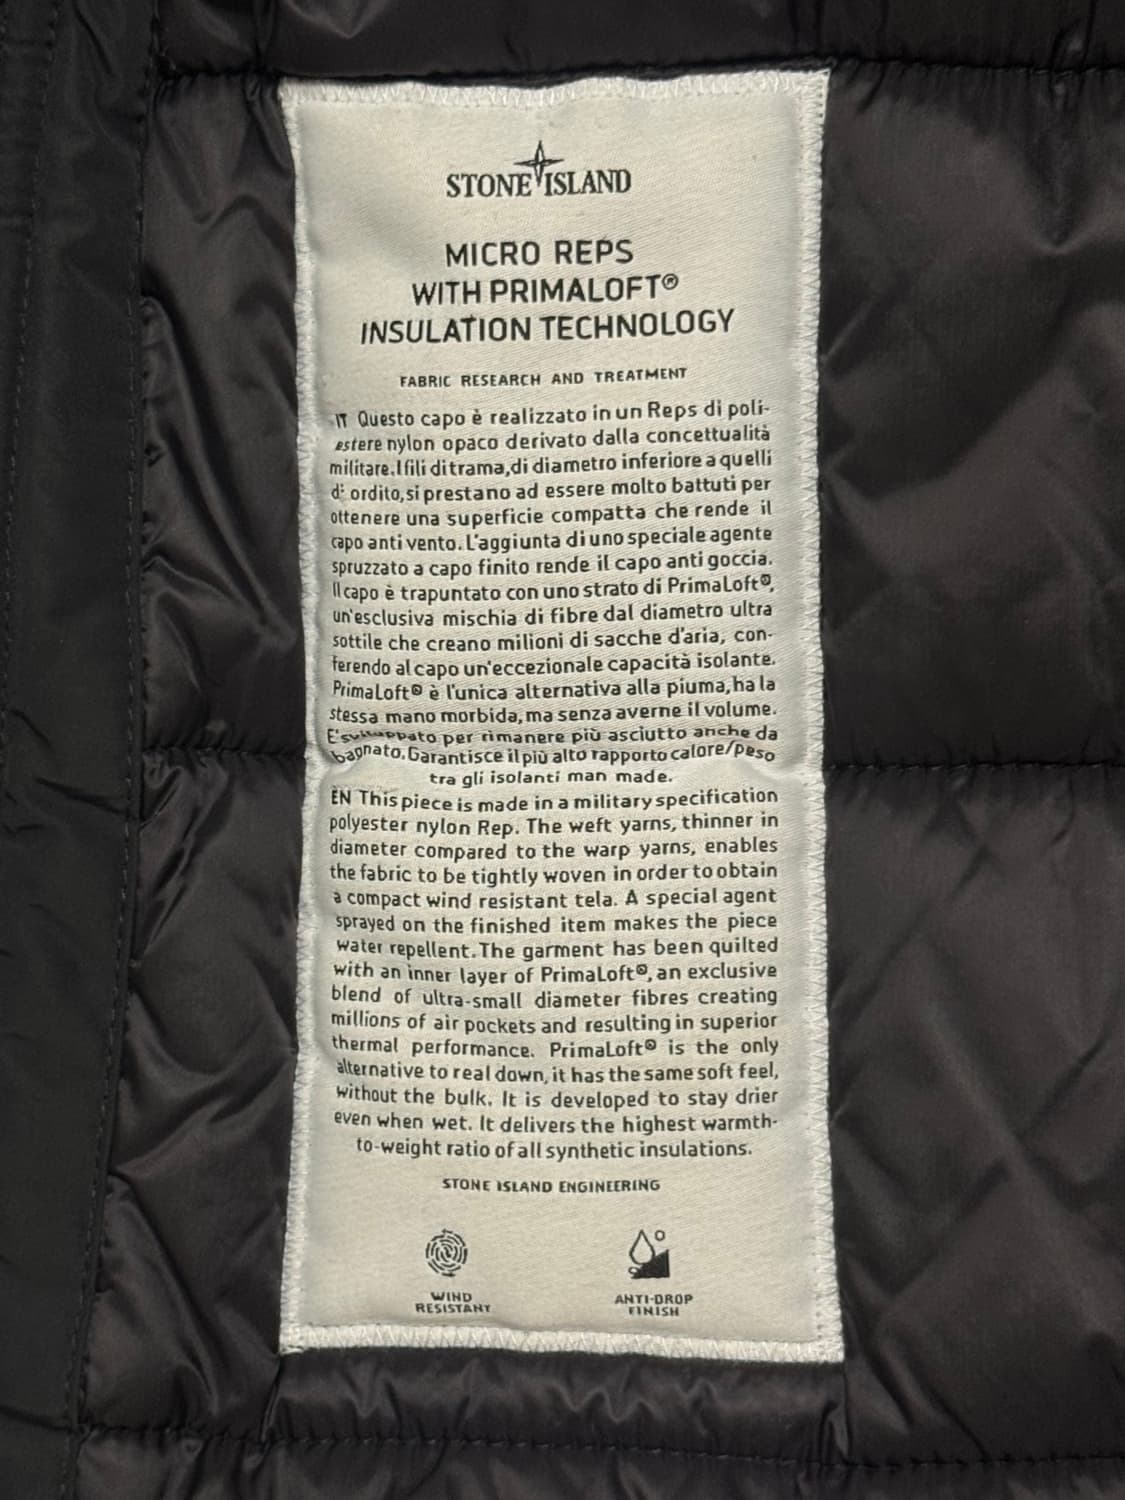 STONE ISLAND
MICRO REPS
WITH PRIMALOFT®
INSULATION TECHNOLOGY
FABRIC RESEARCH AND TREATMENT
IT Questo capo è realizzato in un Reps di poli-
estere nylon opaco derivato dalla concettualità
militare. I fili di trama, di diametro inferiore a quelli
di ordito, si prestano ad essere molto battuti per
ottenere una superficie compatta che rende il
capo anti vento. L'aggiunta di uno speciale agente
spruzzato a capo finito rende il capo anti goccia.
Il capo è trapuntato con uno strato di PrimaLoft®,
un'esclusiva mischia di fibre dal diametro ultra
sottile che creano milioni di sacche d'aria, con-
ferendo al capo un'eccezionale capacità isolante.
PrimaLoft® è l'unica alternativa alla piuma, ha la
stessa mano morbida, ma senza averne il volume.
E'sviluppato per rimanere più asciutto anche da
bagnato. Garantisce il più alto rapporto calore/peso
tra gli isolanti man made.
EN This piece is made in a military specification
polyester nylon Rep. The weft yarns, thinner in
diameter compared to the warp yarns, enables
the fabric to be tightly woven in order to obtain
a compact wind resistant tela. A special agent
sprayed on the finished item makes the piece
water repellent. The garment has been quilted
with an inner layer of PrimaLoft®, an exclusive
blend of ultra-small diameter fibres creating
millions of air pockets and resulting in superior
thermal performance. PrimaLoft® is the only
alternative to real down, it has the same soft feel,
without the bulk. It is developed to stay drier
even when wet. It delivers the highest warmth-
to-weight ratio of all synthetic insulations.
STONE ISLAND ENGINEERING
WIND
RESISTANT
ANTI-DROP
FINISH